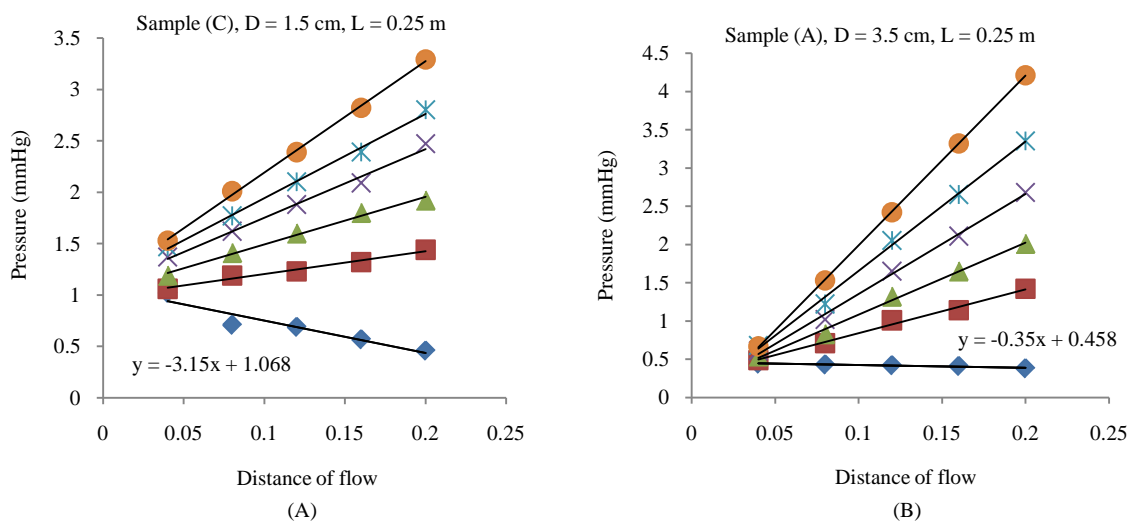 Sample (C), D = 1.5 cm, L = 0.25 m
3.5
3
2.5
2
1.5
1
0.5
0
Pressure (mmHg)
y = -3.15x + 1.068
0 0.05 0.1 0.15 0.2 0.25
Distance of flow
(A)
Sample (A), D = 3.5 cm, L = 0.25 m
4.5
4
3.5
3
2.5
2
1.5
1
0.5
0
Pressure (mmHg)
y = -0.35x + 0.458
0 0.05 0.1 0.15 0.2 0.25
Distance of flow
(B)